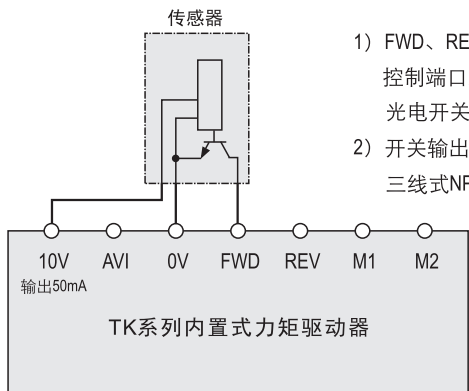 传感器
1）FWD、RE
控制端口
光电开关
2）开关输出
三线式NP
10V AVI 0V FWD REV M1 M2
输出50mA
TK系列内置式力矩驱动器